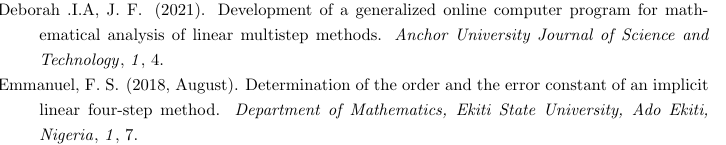 Deborah .I.A, J. F. (2021). Development of a generalized online computer program for math-
ematical analysis of linear multistep methods. Anchor University Journal of Science and
Technology, 1, 4.
Emmanuel, F. S. (2018, August). Determination of the order and the error constant of an implicit
linear four-step method. Department of Mathematics, Ekiti State University, Ado Ekiti,
Nigeria, 1, 7.